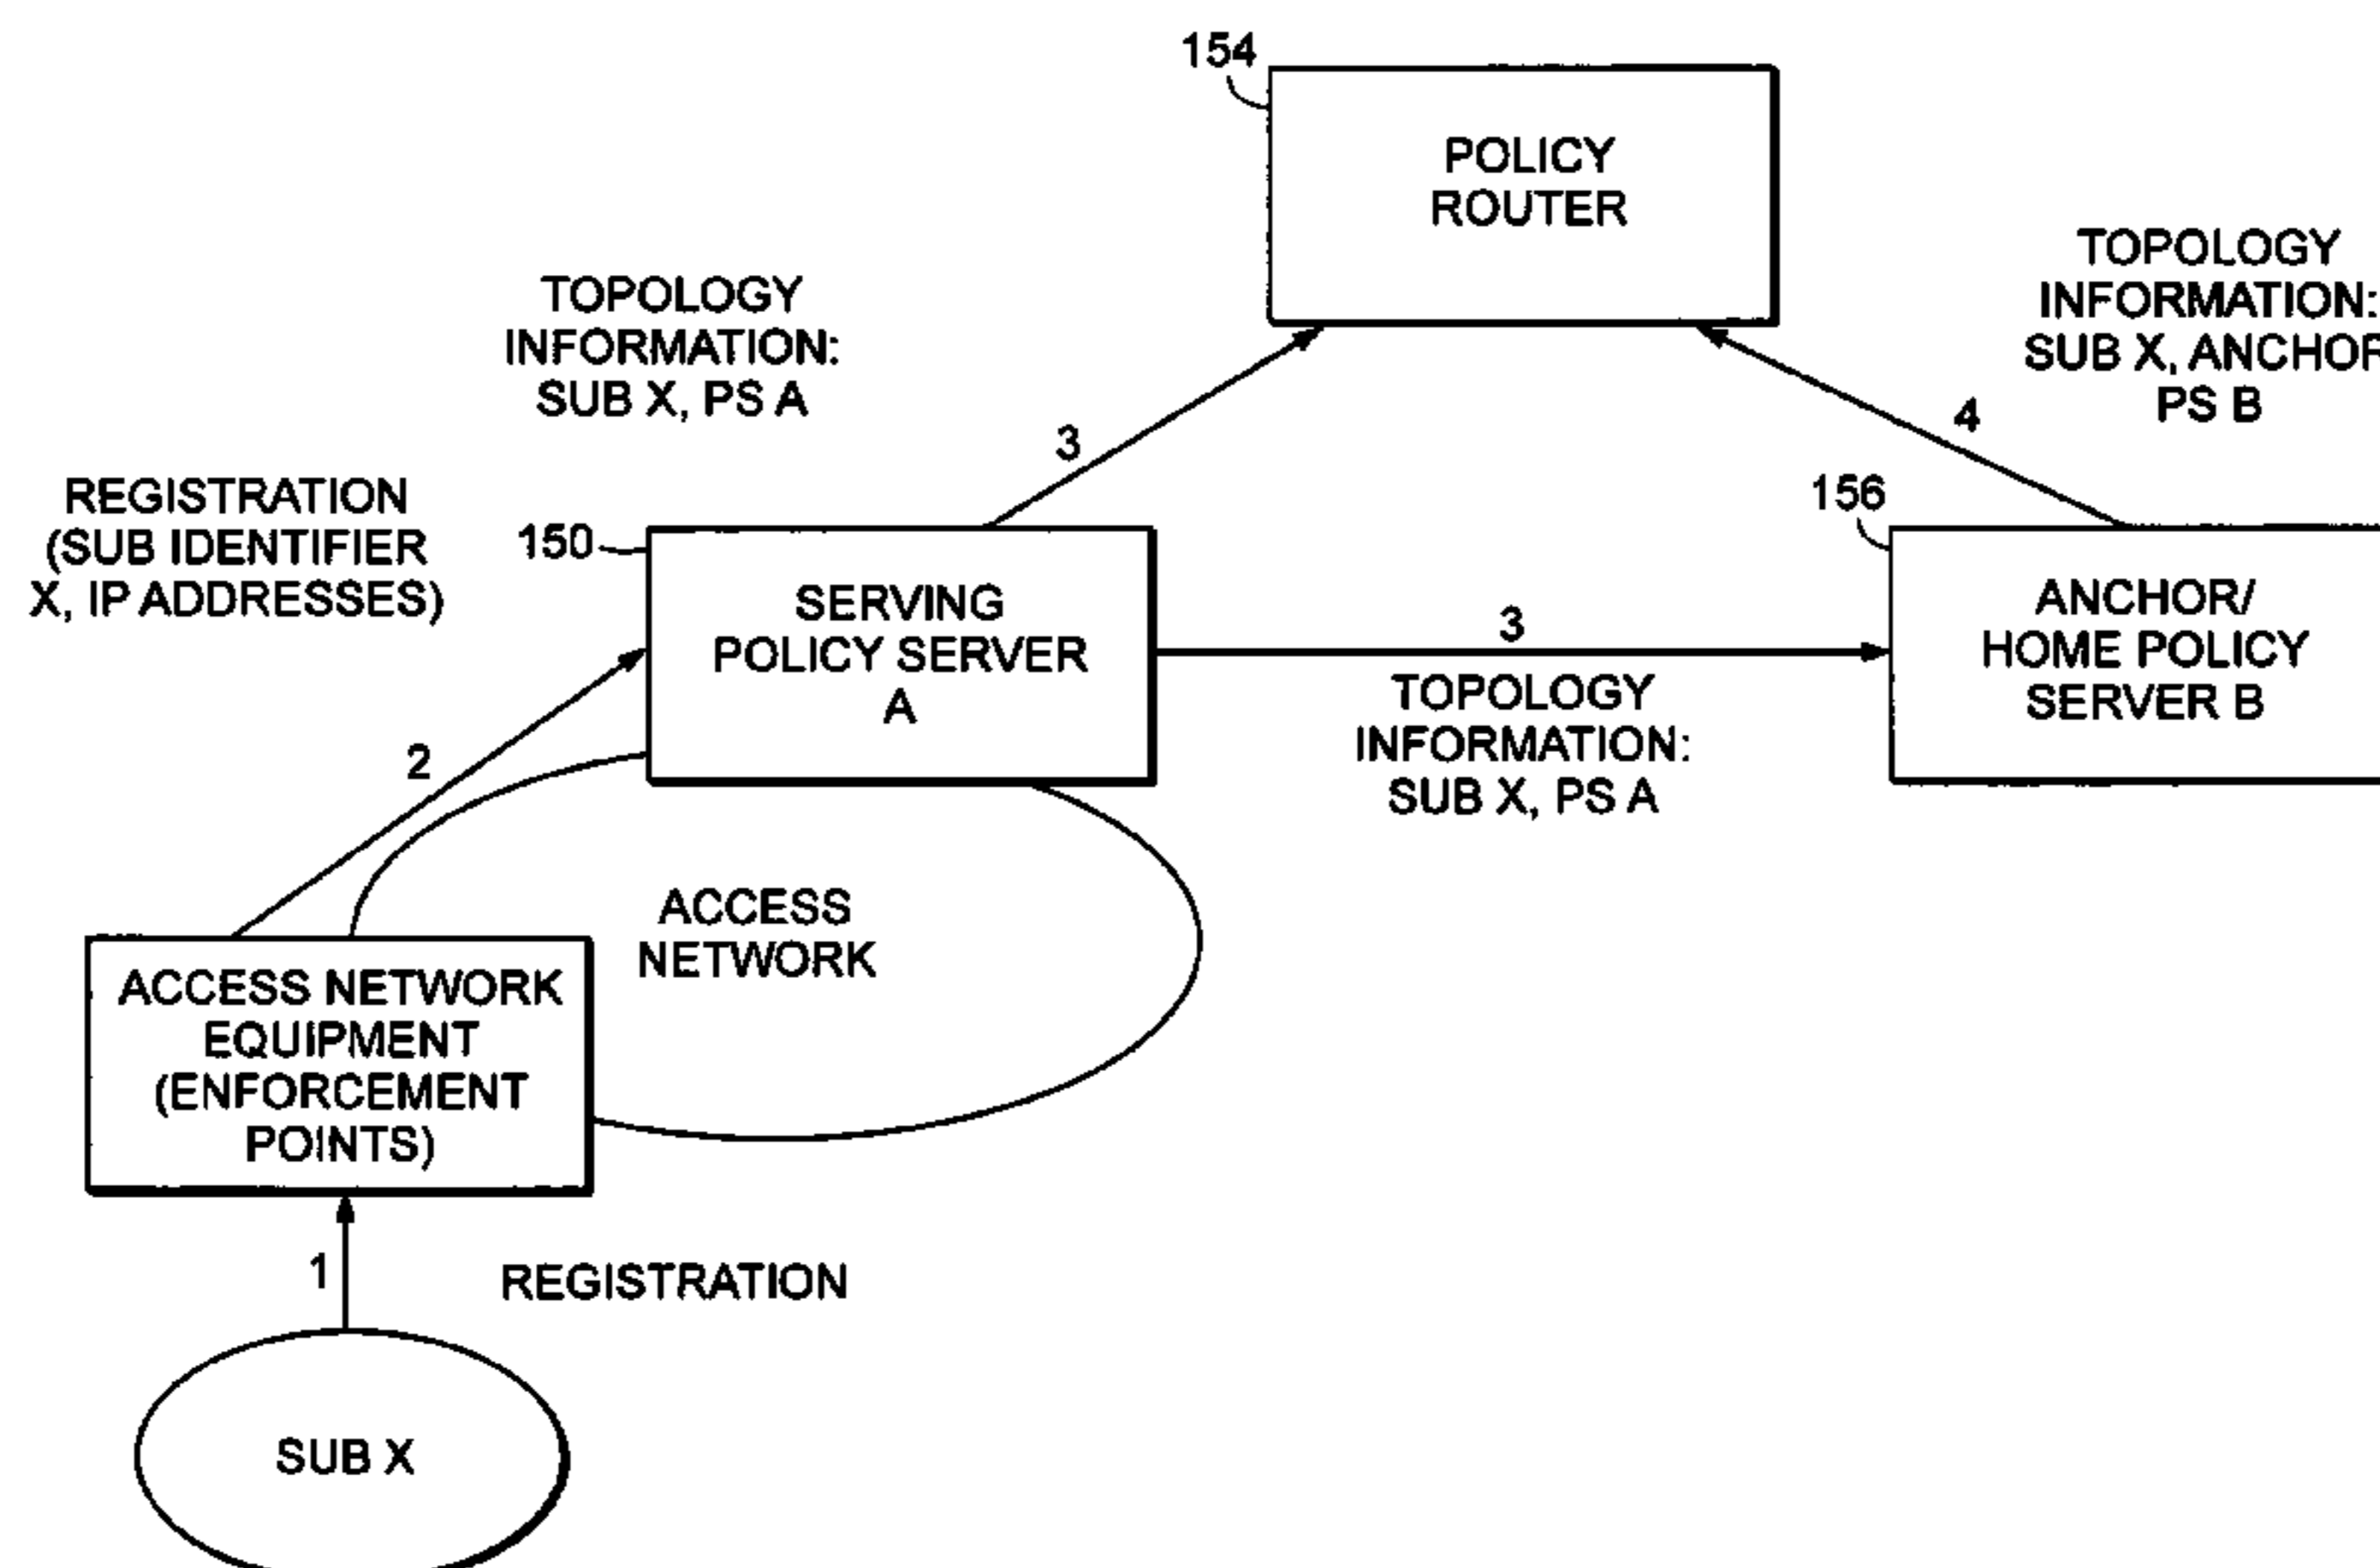 154
POLICY
ROUTER
TOPOLOGY
INFORMATION:
SUB X, PS A
TOPOLOGY
INFORMATION:
SUB X, ANCHOR
PS B
3
4
REGISTRATION
(SUB IDENTIFIER
X, IP ADDRESSES)
150
SERVING
POLICY SERVER
A
156
ANCHOR/
HOME POLICY
SERVER B
3
TOPOLOGY
INFORMATION:
SUB X, PS A
2
ACCESS
NETWORK
ACCESS NETWORK
EQUIPMENT
(ENFORCEMENT
POINTS)
1
REGISTRATION
SUB X